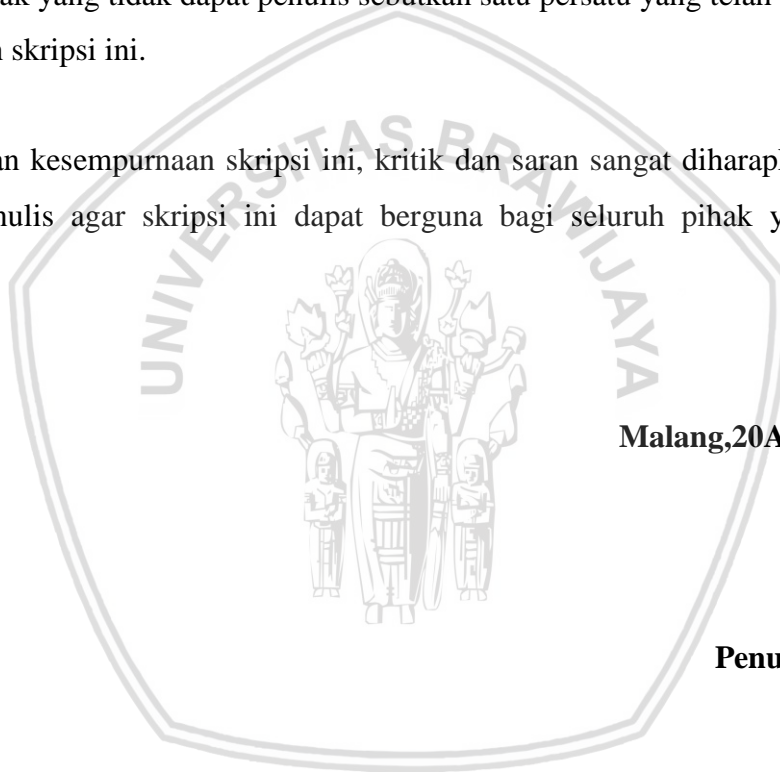 ak yang tidak dapat penulis sebutkan satu persatu yang telah
n skripsi ini.
an kesempurnaan skripsi ini, kritik dan saran sangat diharap
nulis agar skripsi ini dapat berguna bagi seluruh pihak y
UNIVERSITAS BRAWIJAYA
Malang,20A
Penu